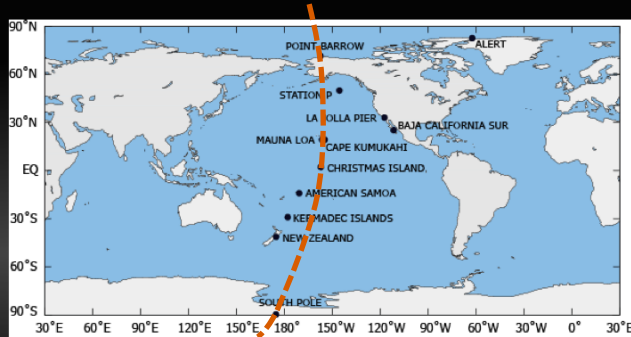 90°N
POINT BARROW
ALERT
60°N
STATION P
30°N
LA JOLLA PIER
BAJA CALIFORNIA SUR
MAUNA LOA
CAPE KUMUKAHI
EQ
CHRISTMAS ISLAND
AMERICAN SAMOA
30°S
KERMADEC ISLANDS
NEW ZEALAND
60°S
SOUTH POLE
90°S
30°E 60°E 90°E 120°E 150°E 180°E 150°W 120°W 90°W 60°W 30°W 0° 30°E